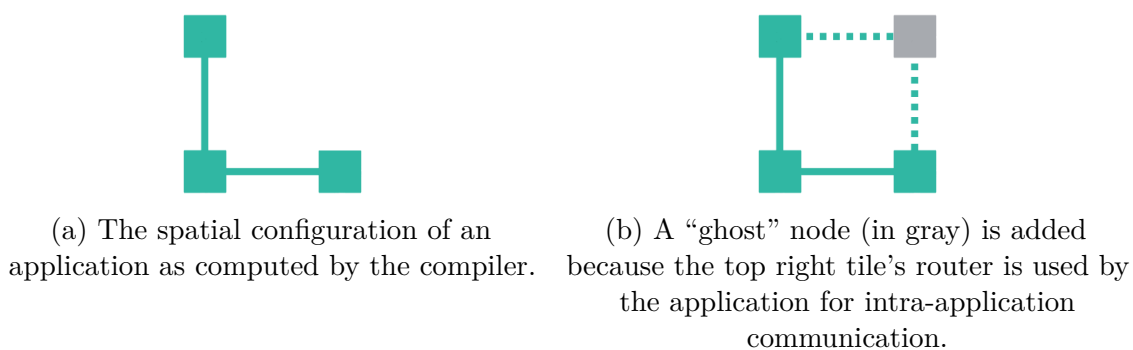 (a) The spatial configuration of an
application as computed by the compiler.
(b) A “ghost” node (in gray) is added
because the top right tile’s router is used by
the application for intra-application
communication.